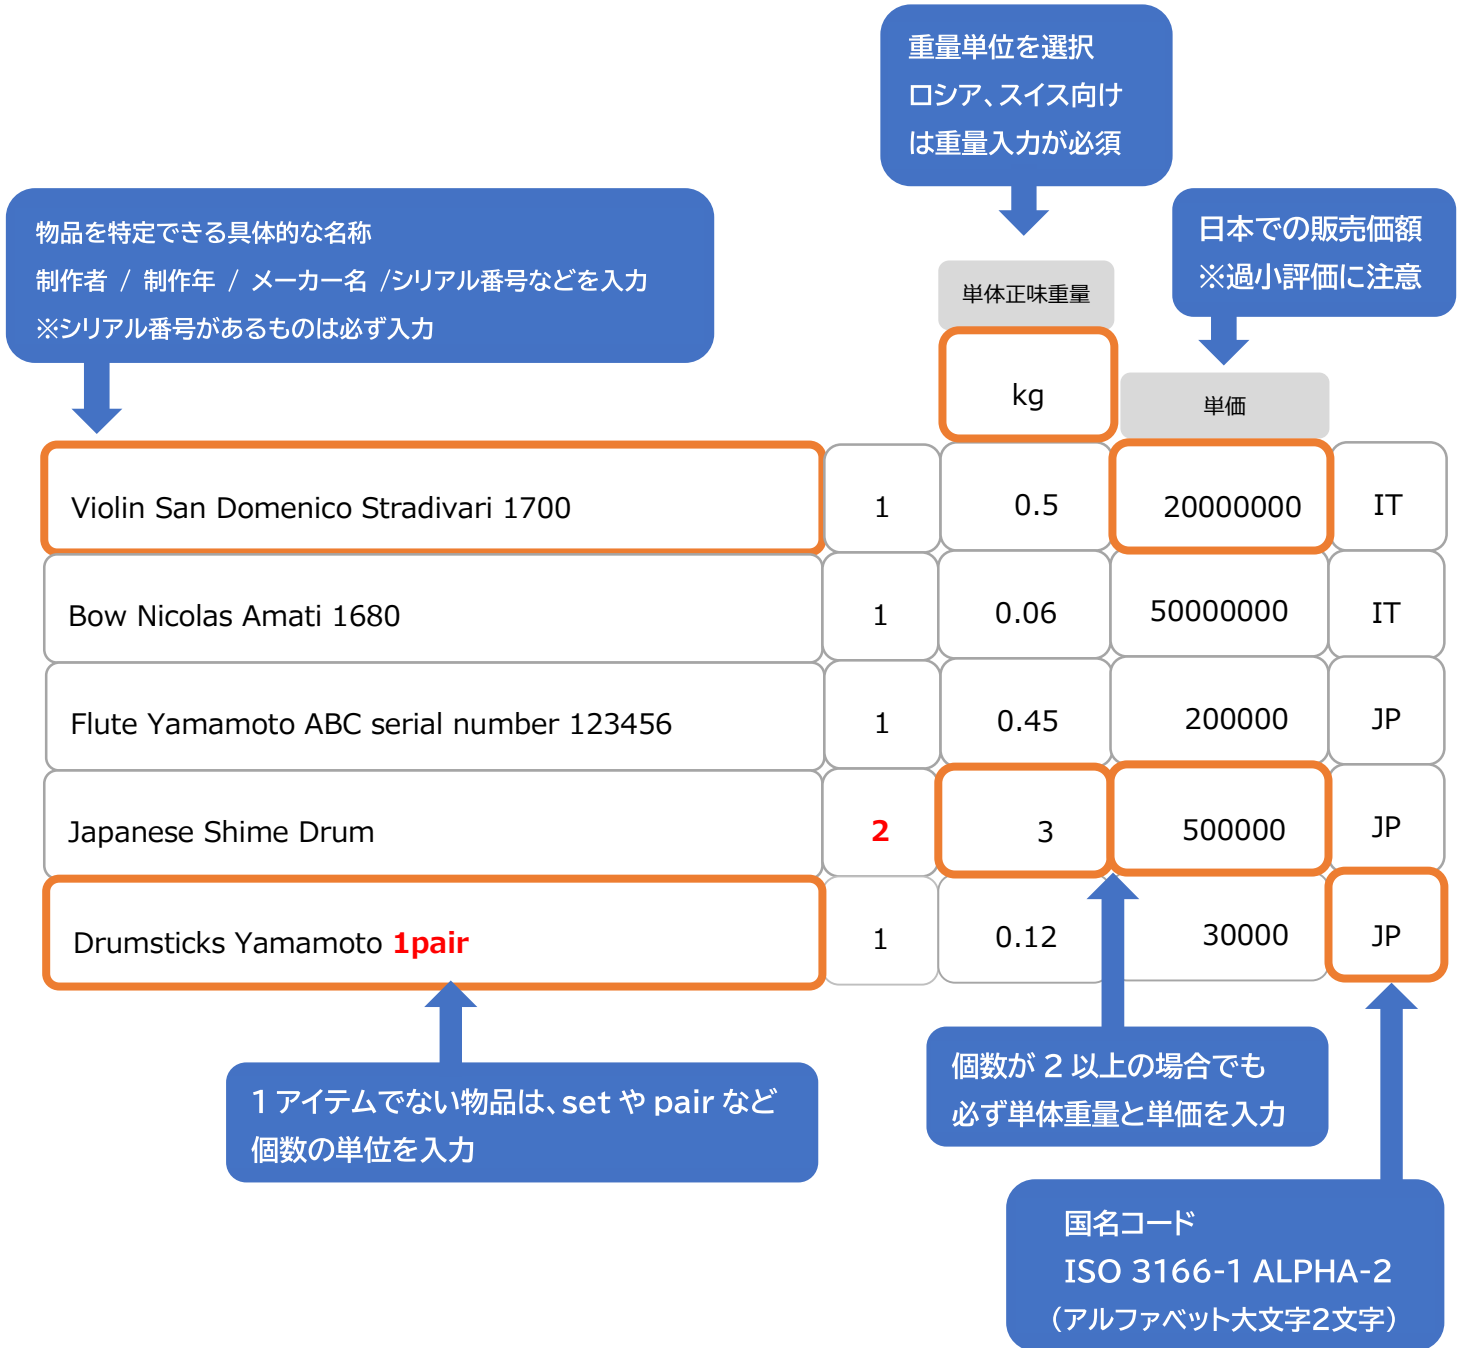 重量単位を選択
ロシア、スイス向け
は重量入力が必須
物品を特定できる具体的な名称
制作者 / 制作年 / メーカー名 /シリアル番号などを入力
※シリアル番号があるものは必ず入力
日本での販売価額
※過小評価に注意
単体正味重量
kg
単価
Violin San Domenico Stradivari 1700 1 0.5 20000000 IT
Bow Nicolas Amati 1680 1 0.06 50000000 IT
Flute Yamamoto ABC serial number 123456 1 0.45 200000 JP
Japanese Shime Drum 2 3 500000 JP
Drumsticks Yamamoto 1pair 1 0.12 30000 JP
1 アイテムでない物品は、set や pair など
個数の単位を入力
個数が 2 以上の場合でも
必ず単体重量と単価を入力
国名コード
ISO 3166-1 ALPHA-2
（アルファベット大文字2文字）